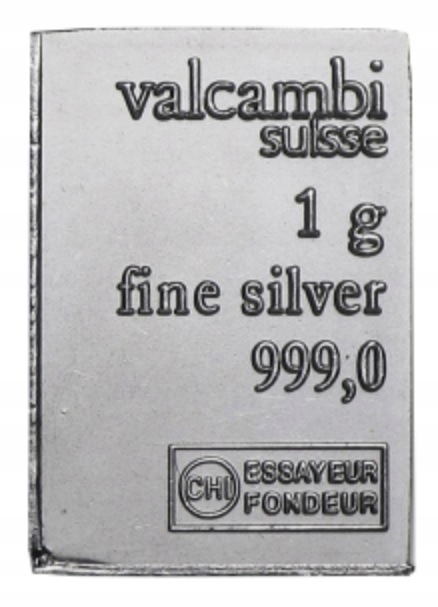 valcambi
suisse
1 g
fine silver
999,0
CHI ESSAYEUR
FONDEUR